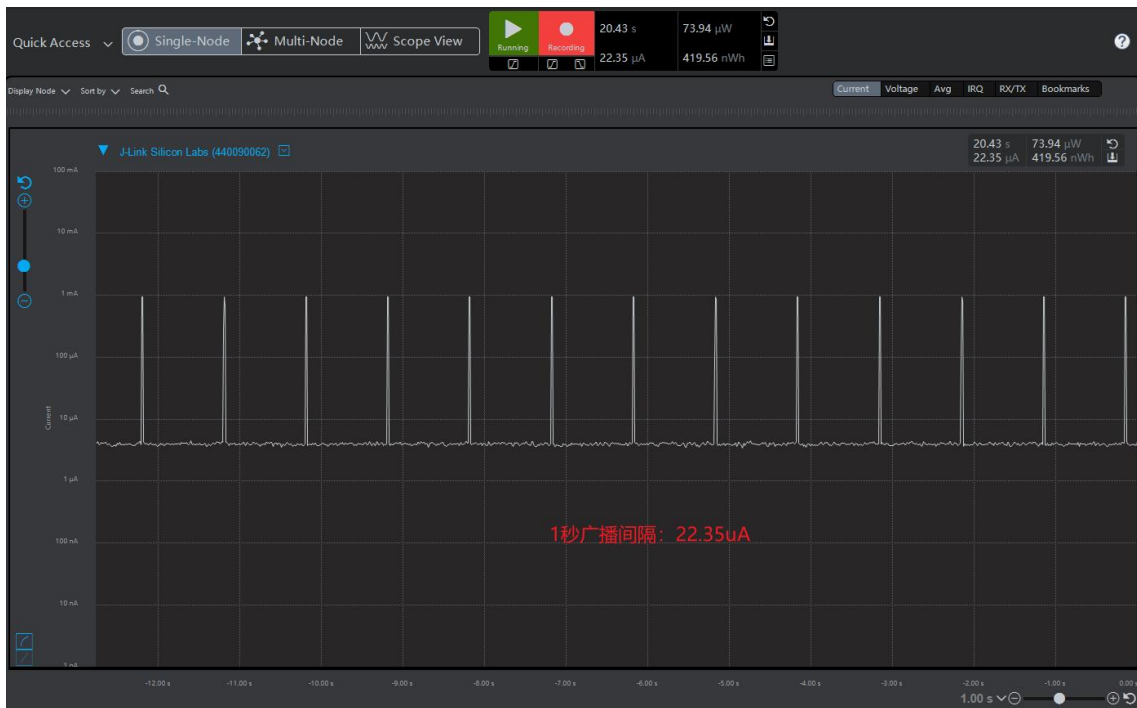 Quick Access
Single-Node
Multi-Node
Scope View
Running
Recording
20.43 s
73.94 µW
22.35 µA
419.56 nWh
?
Display Node
Sort by
Search
Current
Voltage
Avg
IRQ
RX/TX
Bookmarks
J-Link Silicon Labs (440090062)
20.43 s 73.94 µW
22.35 µA 419.56 nWh
100 mA
10 mA
1 mA
100 µA
10 µA
1 µA
100 nA
10 nA
1 nA
Current
1秒广播间隔：22.35uA
-12.00 s
-11.00 s
-10.00 s
-9.00 s
-8.00 s
-7.00 s
-6.00 s
-5.00 s
-4.00 s
-3.00 s
-2.00 s
-1.00 s
0.00 s
1.00 s